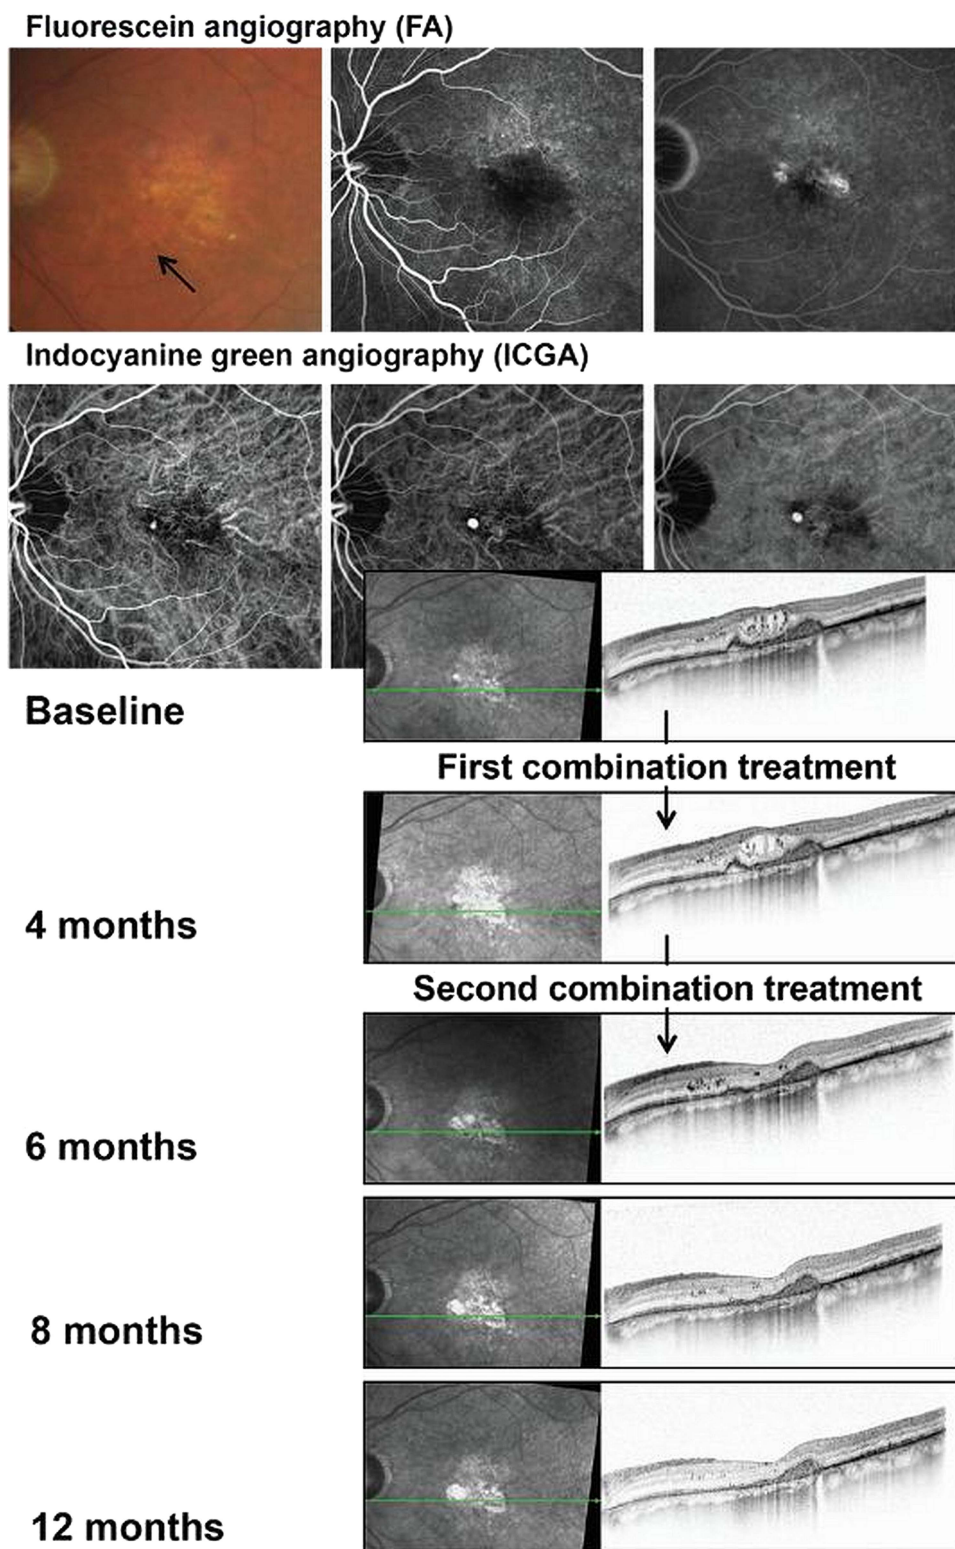 Fluorescein angiography (FA)
Indocyanine green angiography (ICGA)
Baseline
First combination treatment
4 months
Second combination treatment
6 months
8 months
12 months